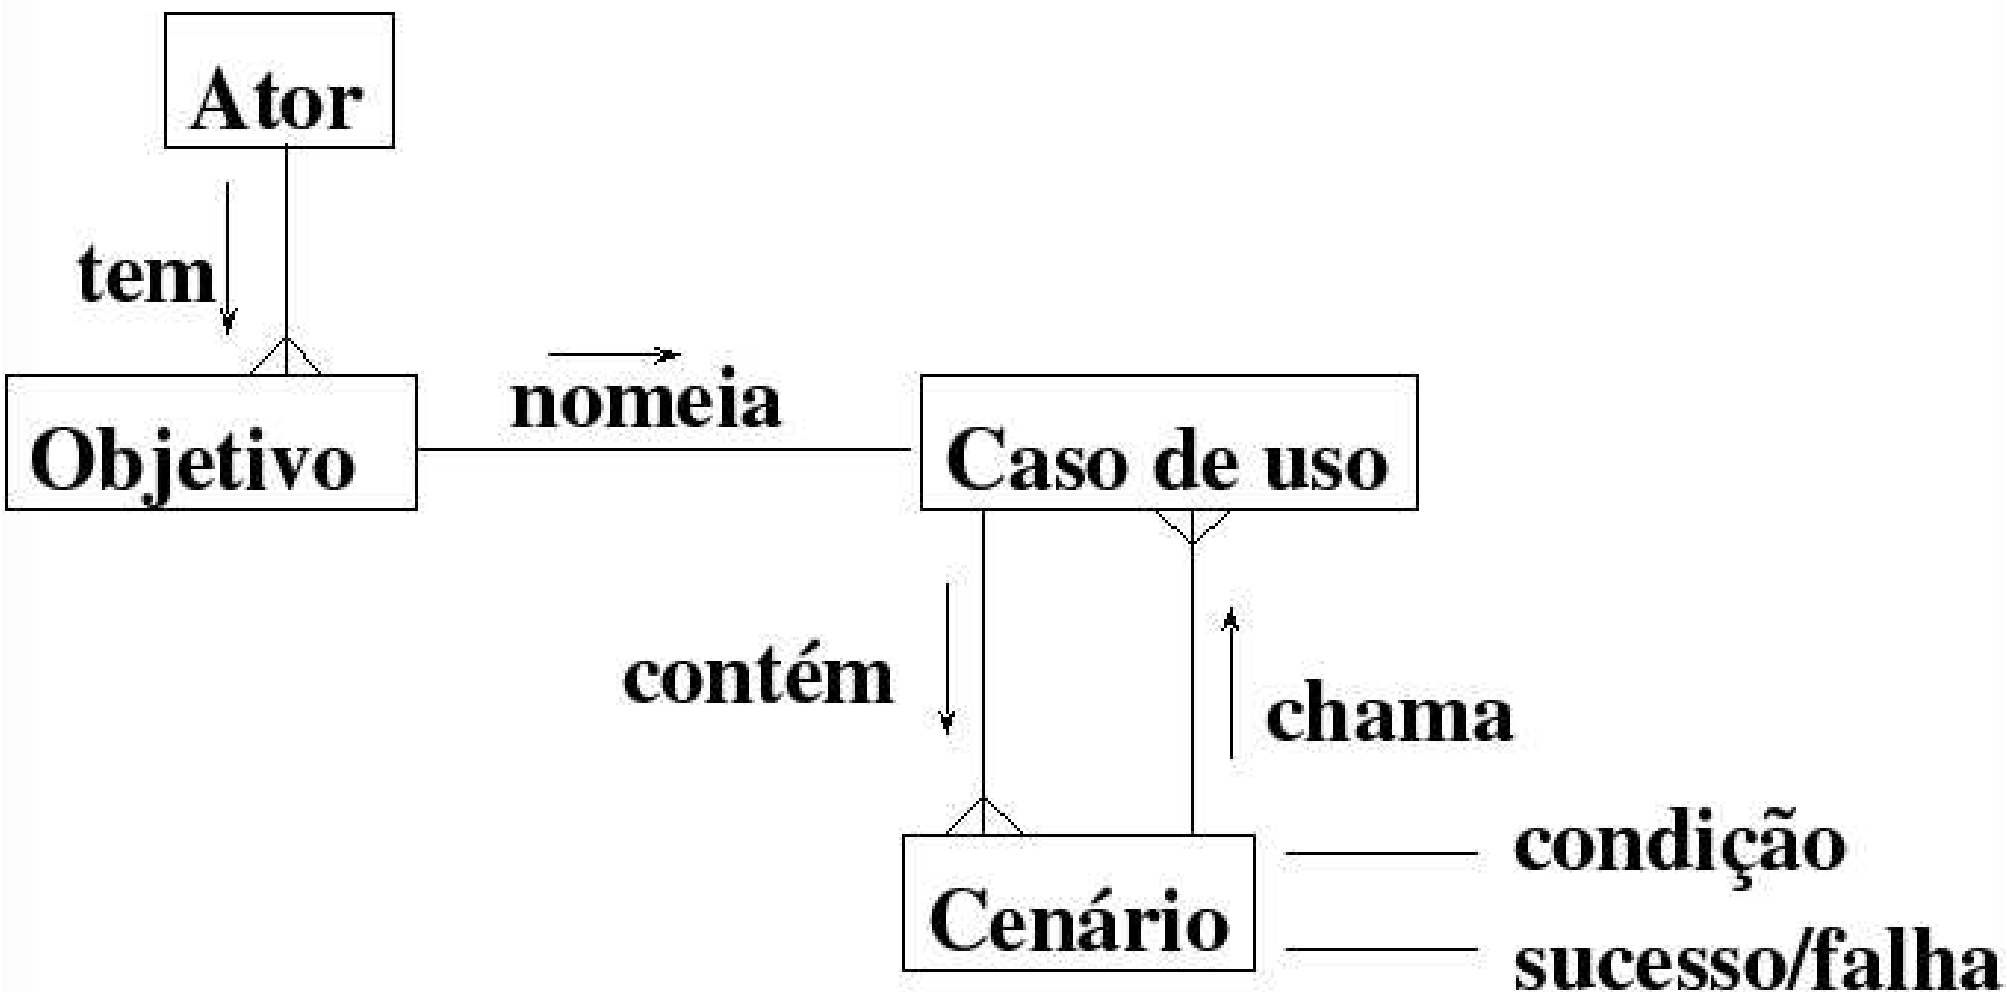 Ator
tem
nomeia
Objetivo
Caso de uso
contém
chama
condição
Cenário
sucesso/falha